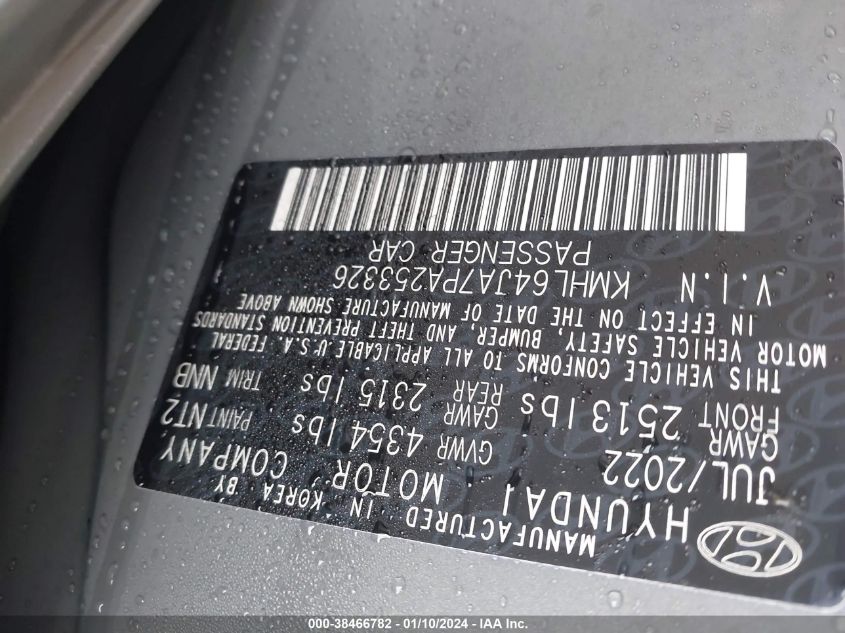 MANUFACTURED IN KOREA BY
HYUNDAI MOTOR COMPANY
JUL/2022 GVWR 4354 lbs PAINT NT2
GAWR FRONT 2513 lbs GAWR REAR 2315 lbs TRIM NNB
THIS VEHICLE CONFORMS TO ALL APPLICABLE U.S.A. FEDERAL
MOTOR VEHICLE SAFETY, BUMPER, AND THEFT PREVENTION STANDARDS
IN EFFECT ON THE DATE OF MANUFACTURE SHOWN ABOVE
V.I.N KMHL64JA7PA253326
PASSENGER CAR
000-38466782 - 01/10/2024 - IAA Inc.